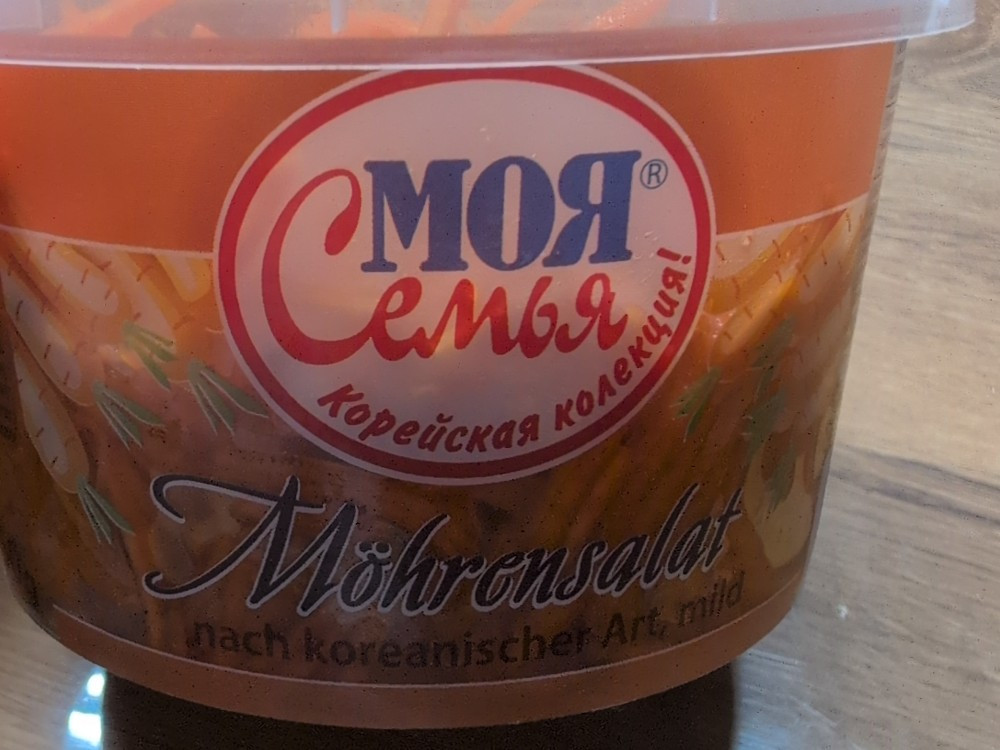 МОЯ®
Семья
Корейская колекция!
Möhrensalat
nach koreanischer Art, mild